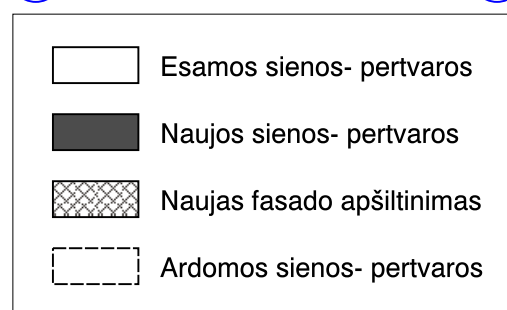 Esamos sienos- pertvaros
Naujos sienos- pertvaros
Naujas fasado apšiltinimas
Ardomos sienos- pertvaros